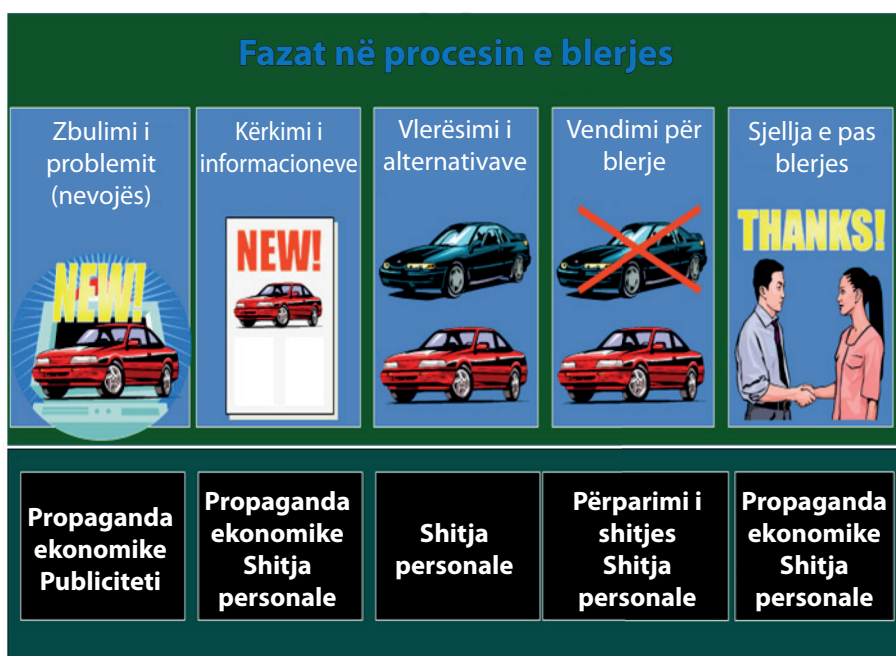 Fazat në procesin e blerjes
Zbulimi i
problemit
(nevojës)
NEW!
Kërkimi i
informacioneve
NEW!
Vlerësimi i
alternativave
Vendimi për
blerje
Sjellja e pas
blerjes
THANKS!
Propaganda
ekonomike
Publiciteti
Propaganda
ekonomike
Shitja
personale
Shitja
personale
Përparimi i
shitjes
Shitja
personale
Propaganda
ekonomike
Shitja
personale